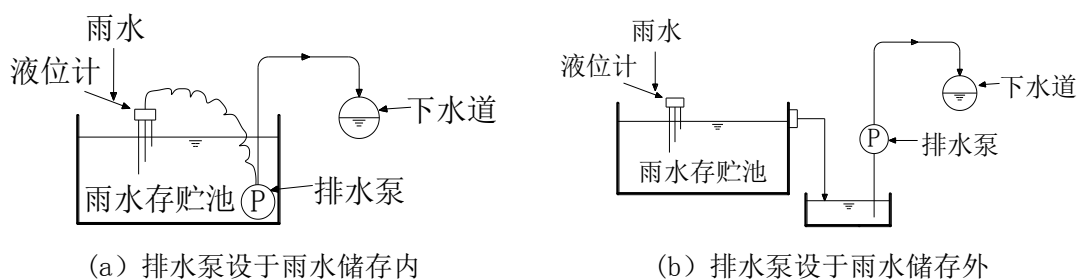 雨水
液位计
下水道
P
排水泵
雨水存贮池
(a) 排水泵设于雨水储存内
雨水
液位计
下水道
P
排水泵
雨水存贮池
(b) 排水泵设于雨水储存外